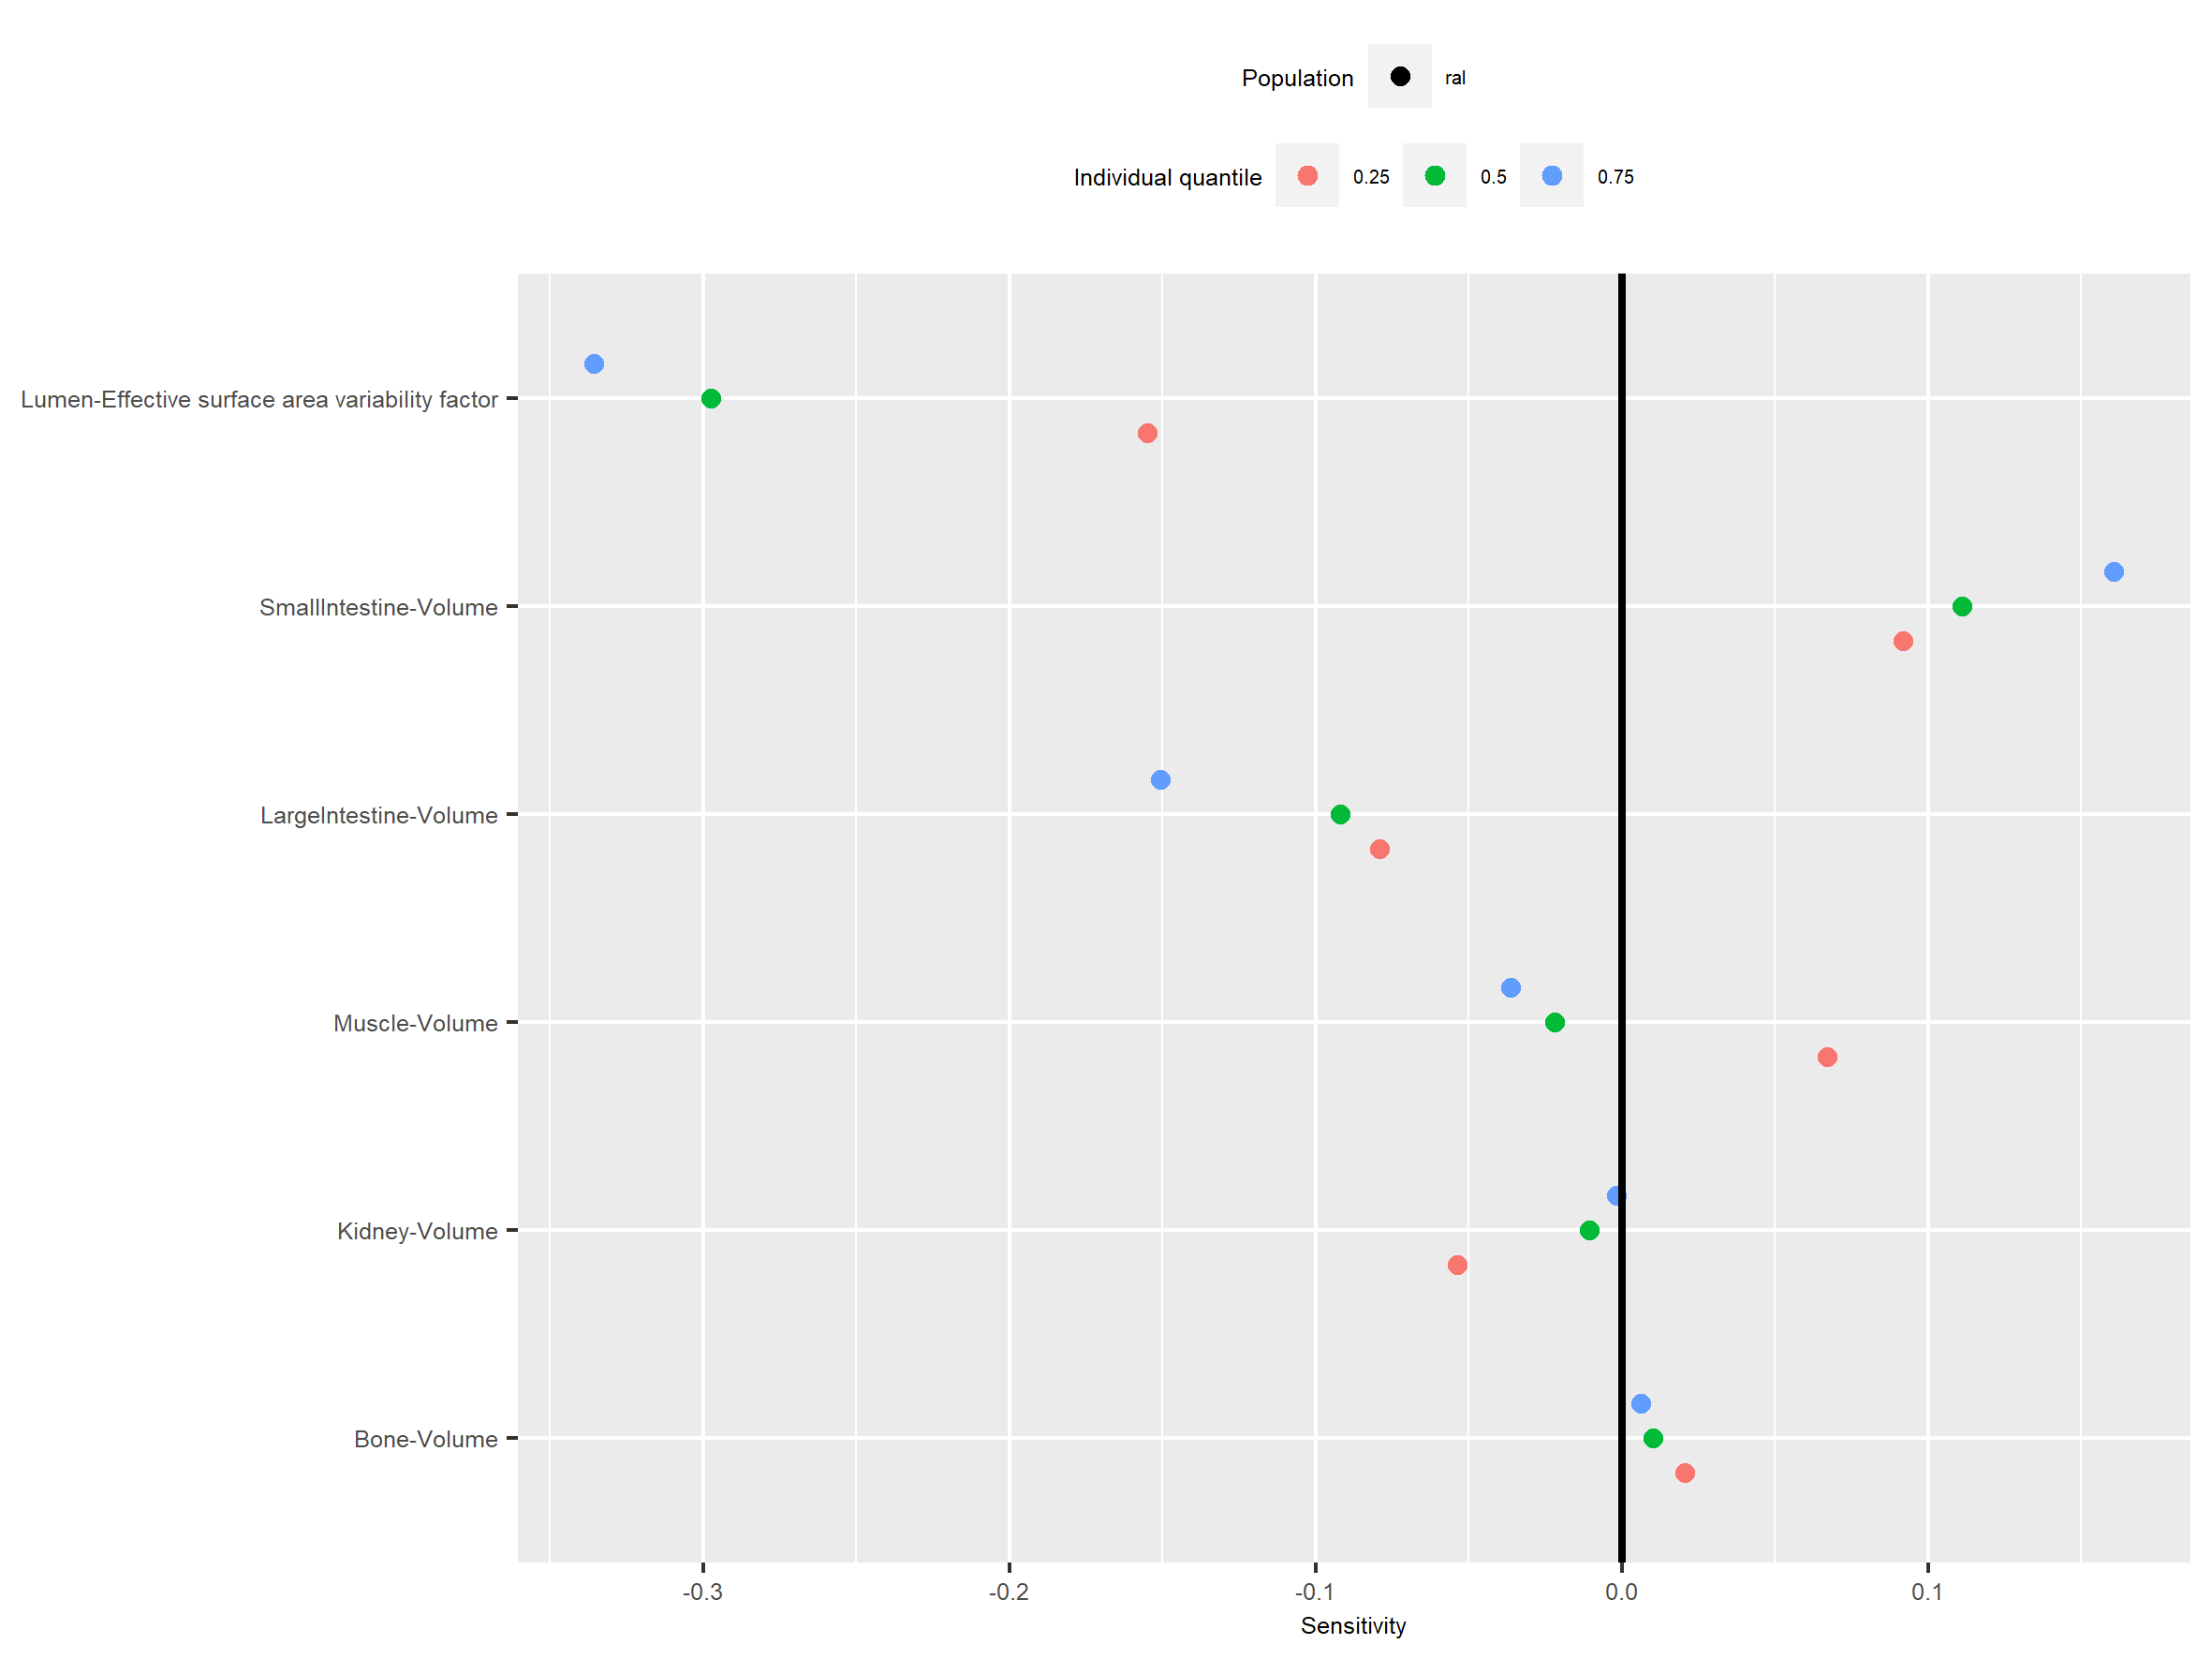 Population ral
Individual quantile 0.25 0.5 0.75
Lumen-Effective surface area variability factor
SmallIntestine-Volume
LargeIntestine-Volume
Muscle-Volume
Kidney-Volume
Bone-Volume
-0.3 -0.2 -0.1 0.0 0.1
Sensitivity